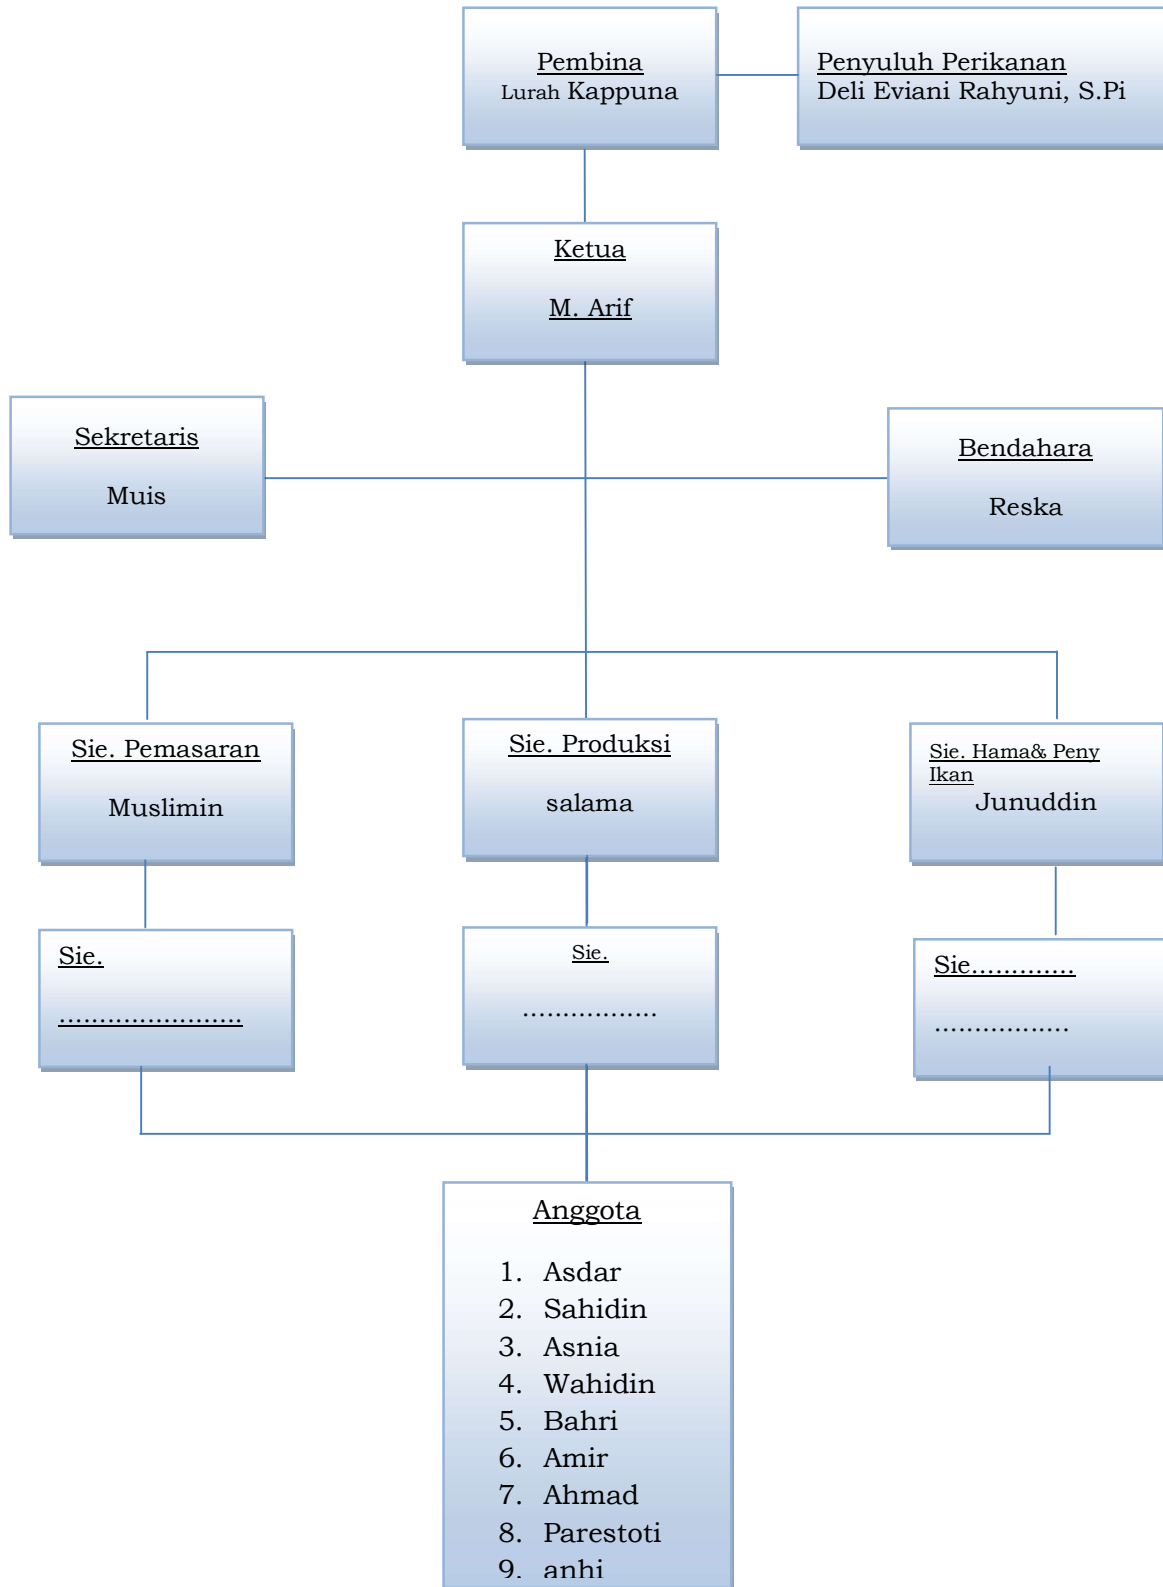 Pembina
Lurah Kappuna
Penyuluh Perikanan
Deli Eviani Rahyuni, S.Pi
Ketua
M. Arif
Sekretaris
Muis
Bendahara
Reska
Sie. Pemasaran
Muslimin
Sie. Produksi
salama
Sie. Hama& Peny
Ikan
Junuddin
Sie.
.......................
Sie.
.................
Sie.............
.................
Anggota
1. Asdar
2. Sahidin
3. Asnia
4. Wahidin
5. Bahri
6. Amir
7. Ahmad
8. Parestoti
9. anhi